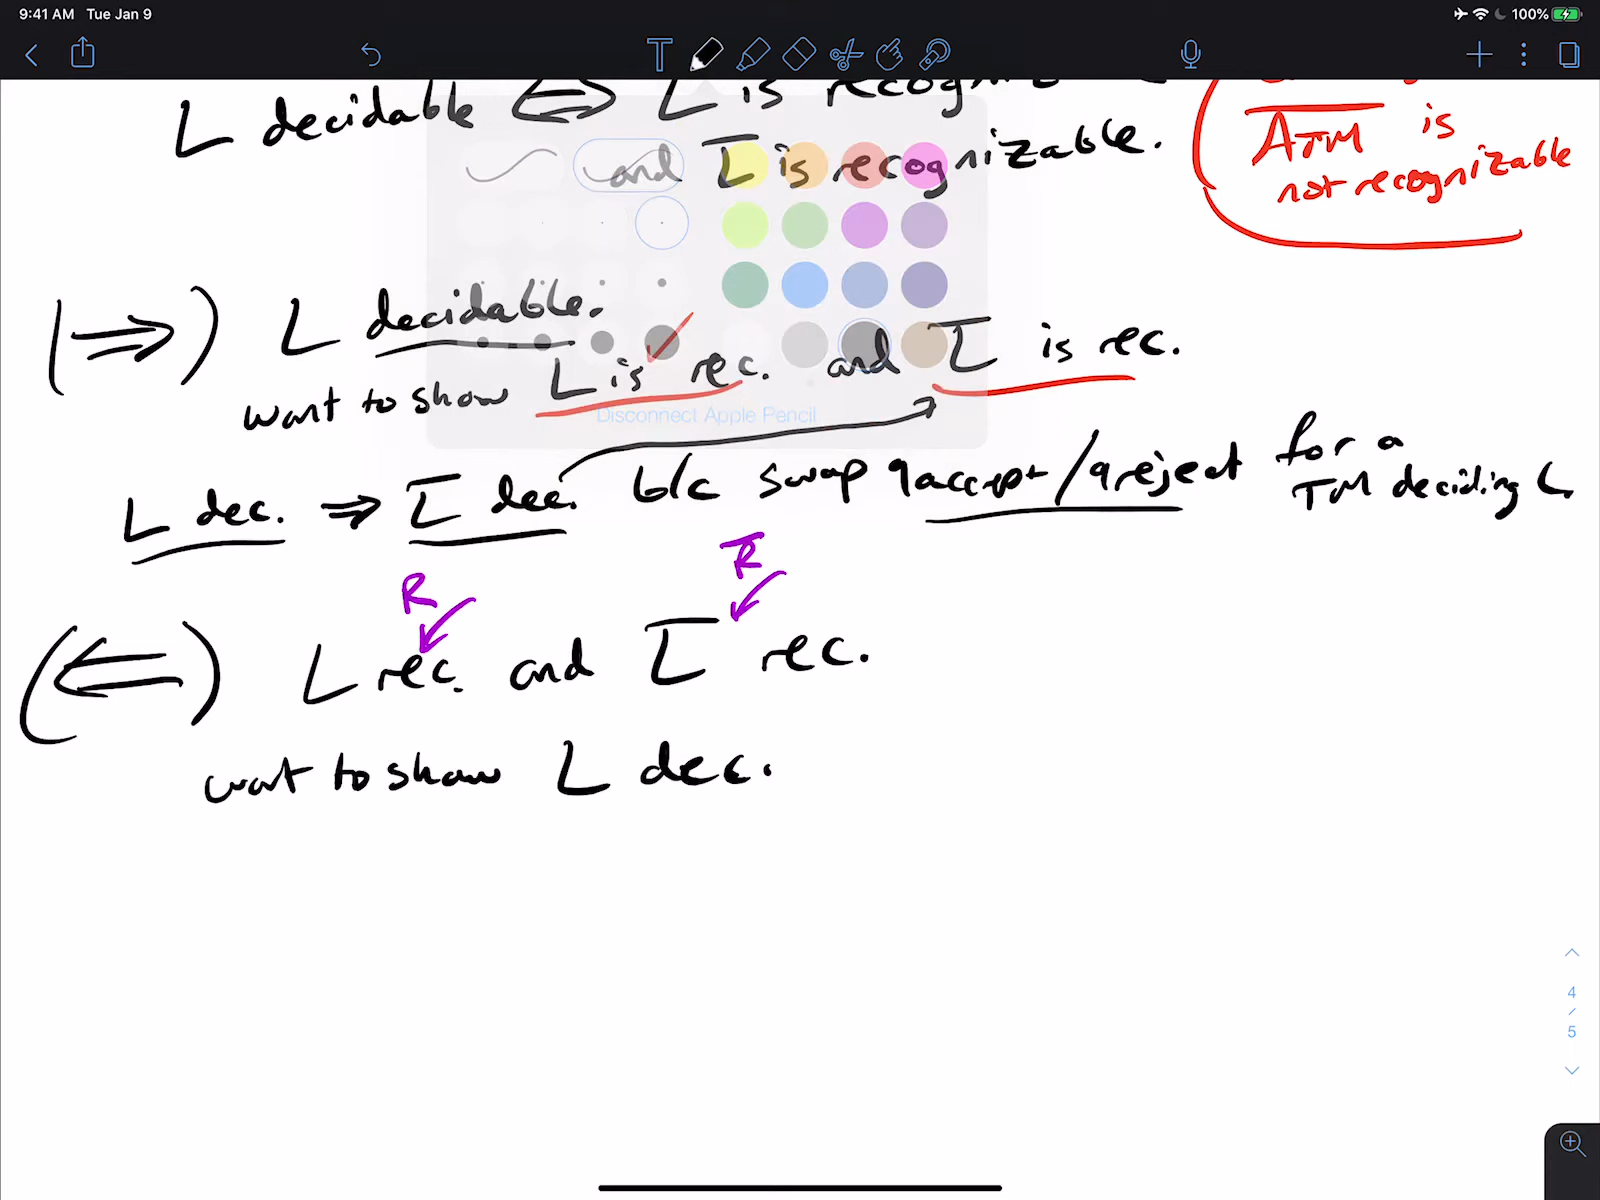 9:41 AM Tue Jan 9
100%
L decidable ⟺ L is
and L̅ is recognizable.
A̅T̅M̅ is
not recognizable
(⇒) L decidable.
want to show L is rec. and L̅ is rec.
Disconnect Apple Pencil
L dec. ⇒ L̅ dec. b/c swap qaccept/qreject for a
TM deciding L.
R R̅
(⇐) L rec. and L̅ rec.
want to show L dec.
4
/
5